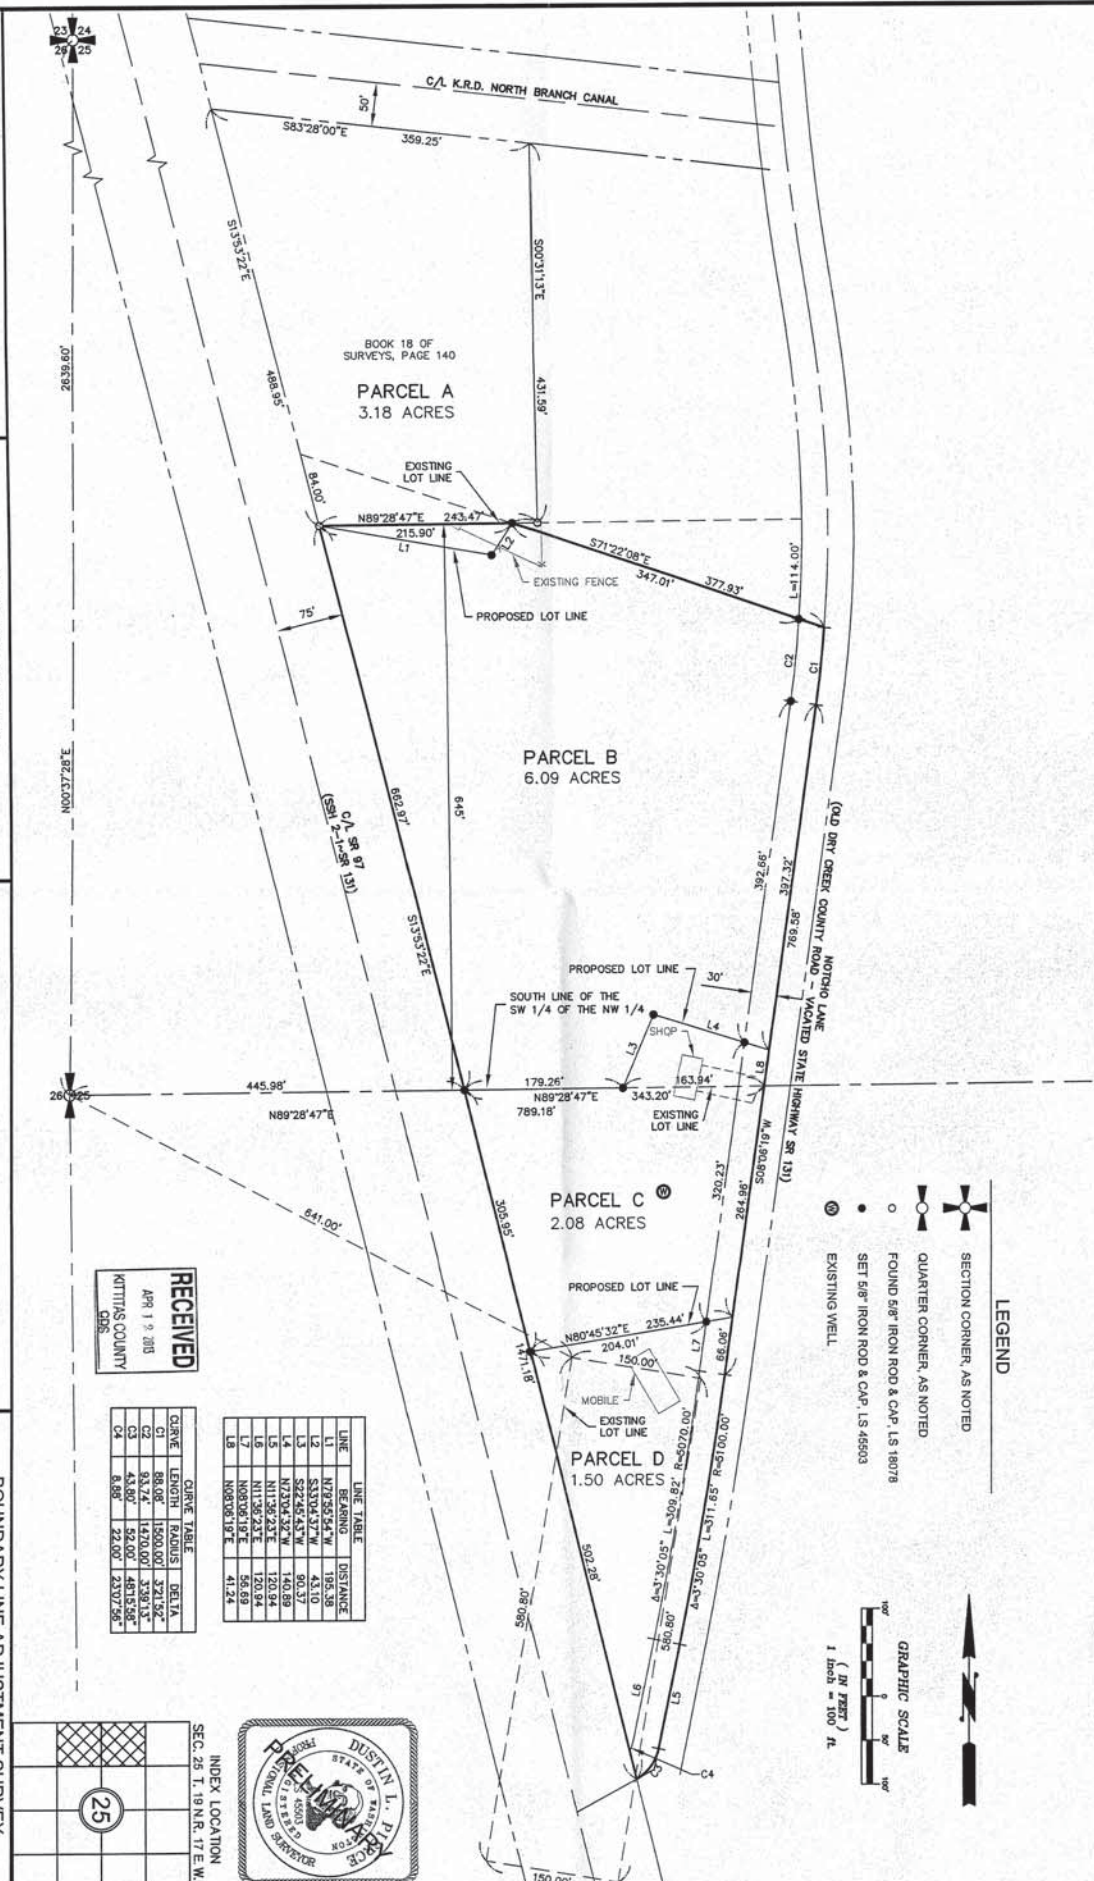 23 24
26 25
C/L K.R.D. NORTH BRANCH CANAL
50'
S83°28'00"E 359.25'
S13°53'22"E
488.95'
84.00'
S00°31'13"E
431.59'
2639.60'
N00°37'28"E
BOOK 18 OF
SURVEYS, PAGE 140
PARCEL A
3.18 ACRES
EXISTING
LOT LINE
N89°28'47"E 243.47'
215.90'
L1
L2
EXISTING FENCE
PROPOSED LOT LINE
S71°22'08"E
347.01'
377.93'
L=114.00'
C2
C1
75'
PARCEL B
6.09 ACRES
645'
662.97'
S13°53'22"E
C/L SR 97
(SSH 2-1~SR 131)
392.66'
397.32'
769.58'
NOTCHO LANE
(OLD DRY CREEK COUNTY ROAD - VACATED STATE HIGHWAY SR 131)
PROPOSED LOT LINE
30'
SOUTH LINE OF THE
SW 1/4 OF THE NW 1/4
SHOP
L3
L4
L8
26 25
445.98'
N89°28'47"E
179.26'
N89°28'47"E
789.18'
163.94'
343.20'
EXISTING
LOT LINE
S08°06'19"W
320.23'
264.96'
PARCEL C
W
2.08 ACRES
305.95'
641.00'
PROPOSED LOT LINE
N80°45'32"E 235.44'
204.01'
150.00'
L7
66.06'
1471.18'
MOBILE
EXISTING
LOT LINE
PARCEL D
1.50 ACRES
Δ=3°30'05" L=309.82' R=5070.00'
Δ=3°30'05" L=311.65' R=5100.00'
580.80'
502.28'
580.80'
L6
L5
C3
C4
150.00'
LEGEND
SECTION CORNER, AS NOTED
QUARTER CORNER, AS NOTED
FOUND 5/8" IRON ROD & CAP, LS 18078
SET 5/8" IRON ROD & CAP, LS 45503
W EXISTING WELL
N
GRAPHIC SCALE
100' 0 50' 100'
( IN FEET )
1 inch = 100 ft.
RECEIVED
APR 1 2013
KITTITAS COUNTY
CDS
LINE TABLE
LINE BEARING DISTANCE
L1 N79°55'54"W 195.38
L2 S33°04'37"W 43.10
L3 S22°45'43"W 90.37
L4 N73°04'32"W 140.89
L5 N11°36'23"E 120.94
L6 N11°36'23"E 120.94
L7 N08°06'19"E 56.69
L8 N08°06'19"E 41.24
CURVE TABLE
CURVE LENGTH RADIUS DELTA
C1 88.08' 1500.00' 3°21'52"
C2 93.74' 1470.00' 3°39'13"
C3 43.80' 52.00' 48°15'58"
C4 8.88' 22.00' 23°07'56"
DUSTIN L. PIERCE
STATE OF WASHINGTON
45503
REGISTERED
PROFESSIONAL LAND SURVEYOR
PRELIMINARY
INDEX LOCATION
SEC. 25 T. 19 N.R. 17 E.W.
25
BOUNDARY LINE ADJUSTMENT SURVEY